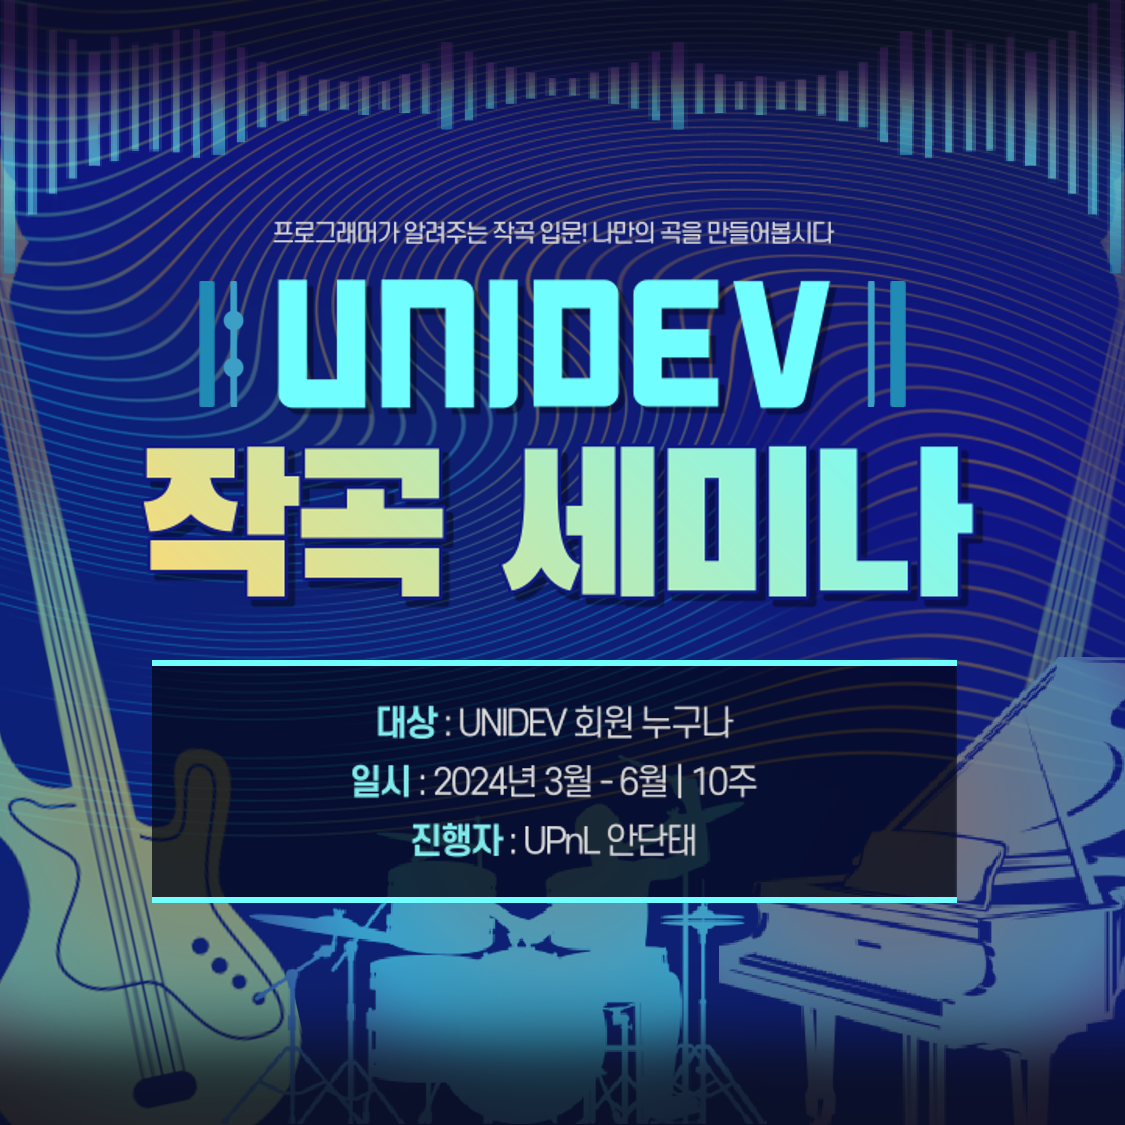 프로그래머가 알려주는 작곡 입문! 나만의 곡을 만들어봅시다
UNIDEV
작곡 세미나
대상 : UNIDEV 회원 누구나
일시 : 2024년 3월 - 6월 | 10주
진행자 : UPnL 안단태